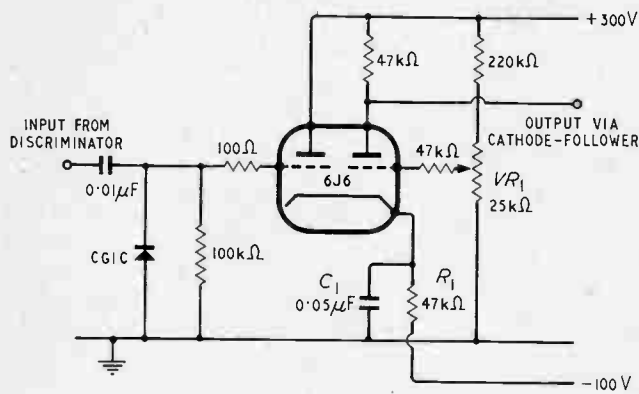 +300V
47kΩ
220kΩ
INPUT FROM
DISCRIMINATOR
OUTPUT VIA
CATHODE-FOLLOWER
100Ω
47kΩ
6J6
VR1
25kΩ
0·01μF
CG1C
100kΩ
C1
0·05μF
R1
47kΩ
-100V